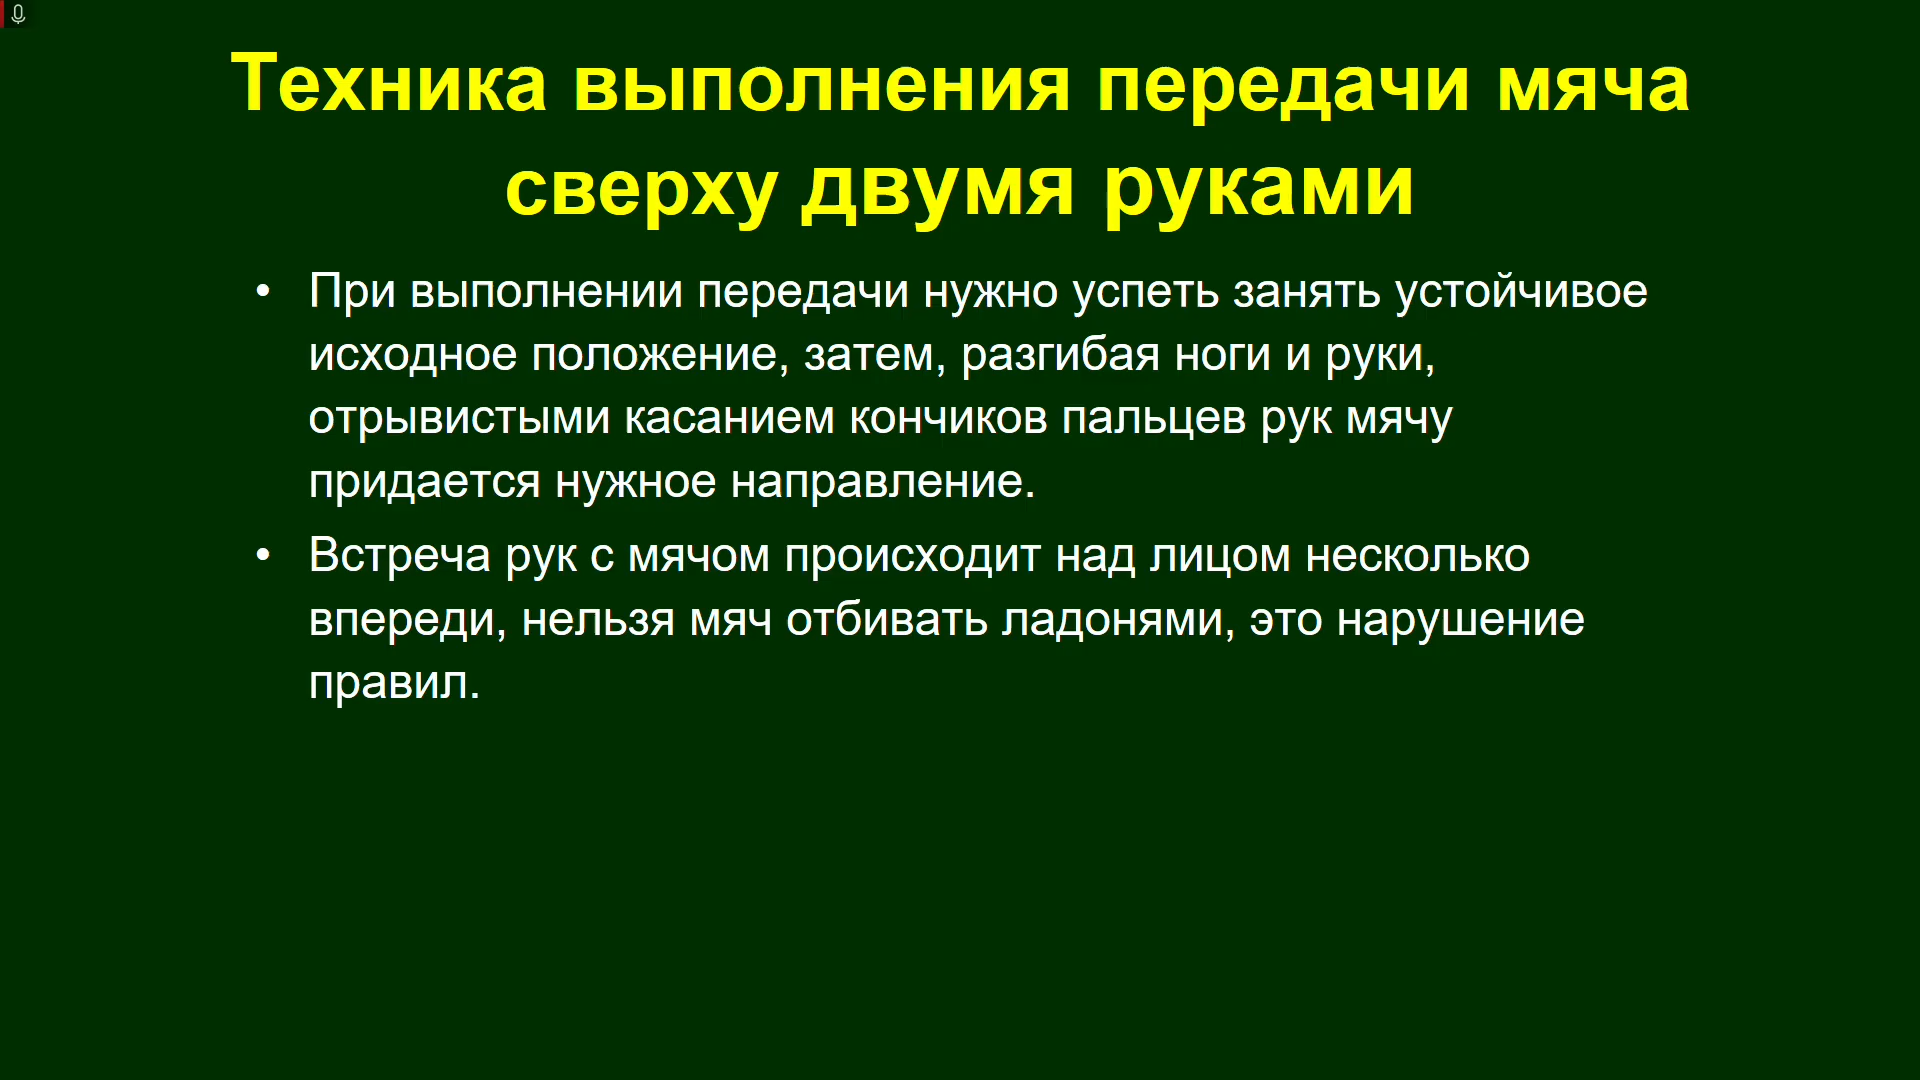 Техника выполнения передачи мяча
сверху двумя руками
• При выполнении передачи нужно успеть занять устойчивое
исходное положение, затем, разгибая ноги и руки,
отрывистыми касанием кончиков пальцев рук мячу
придается нужное направление.
• Встреча рук с мячом происходит над лицом несколько
впереди, нельзя мяч отбивать ладонями, это нарушение
правил.